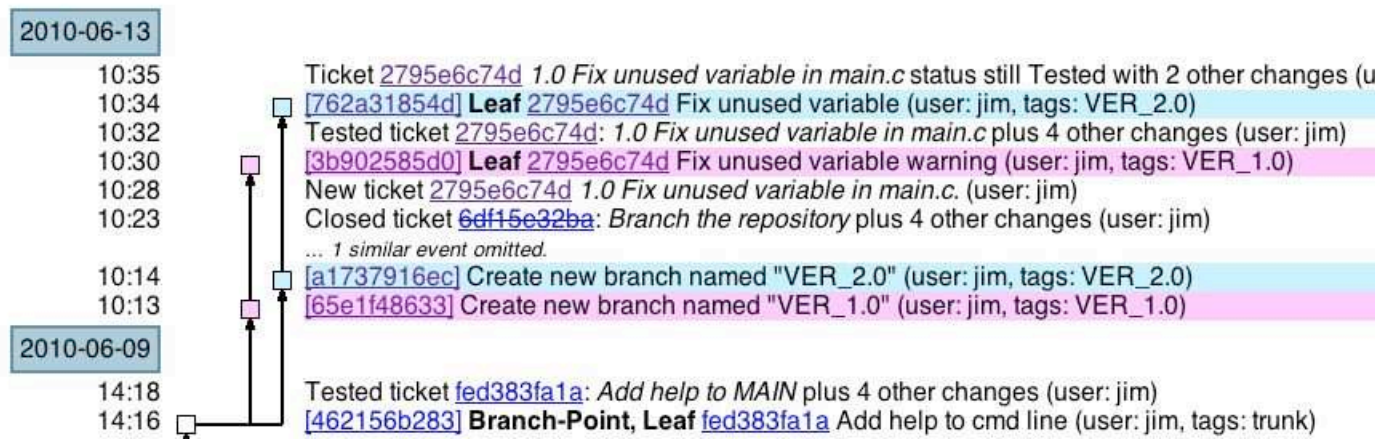 2010-06-13
10:35 Ticket 2795e6c74d 1.0 Fix unused variable in main.c status still Tested with 2 other changes (u
10:34 [762a31854d] Leaf 2795e6c74d Fix unused variable (user: jim, tags: VER_2.0)
10:32 Tested ticket 2795e6c74d: 1.0 Fix unused variable in main.c plus 4 other changes (user: jim)
10:30 [3b902585d0] Leaf 2795e6c74d Fix unused variable warning (user: jim, tags: VER_1.0)
10:28 New ticket 2795e6c74d 1.0 Fix unused variable in main.c. (user: jim)
10:23 Closed ticket 6df15e32ba: Branch the repository plus 4 other changes (user: jim)
... 1 similar event omitted.
10:14 [a1737916ec] Create new branch named "VER_2.0" (user: jim, tags: VER_2.0)
10:13 [65e1f48633] Create new branch named "VER_1.0" (user: jim, tags: VER_1.0)
2010-06-09
14:18 Tested ticket fed383fa1a: Add help to MAIN plus 4 other changes (user: jim)
14:16 [462156b283] Branch-Point, Leaf fed383fa1a Add help to cmd line (user: jim, tags: trunk)